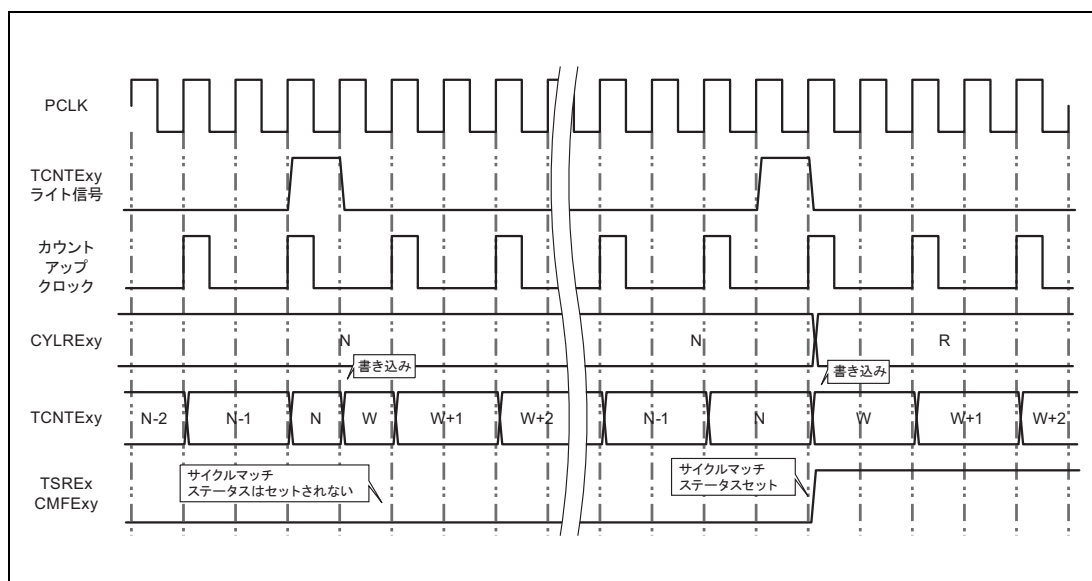 PCLK
TCNTExy
ライト信号
カウント
アップ
クロック
CYLRExy
N
N
R
書き込み
書き込み
TCNTExy
N-2
N-1
N
W
W+1
W+2
N-1
N
W
W+1
W+2
TSREx
CMFExy
サイクルマッチ
ステータスはセットされない
サイクルマッチ
ステータスセット